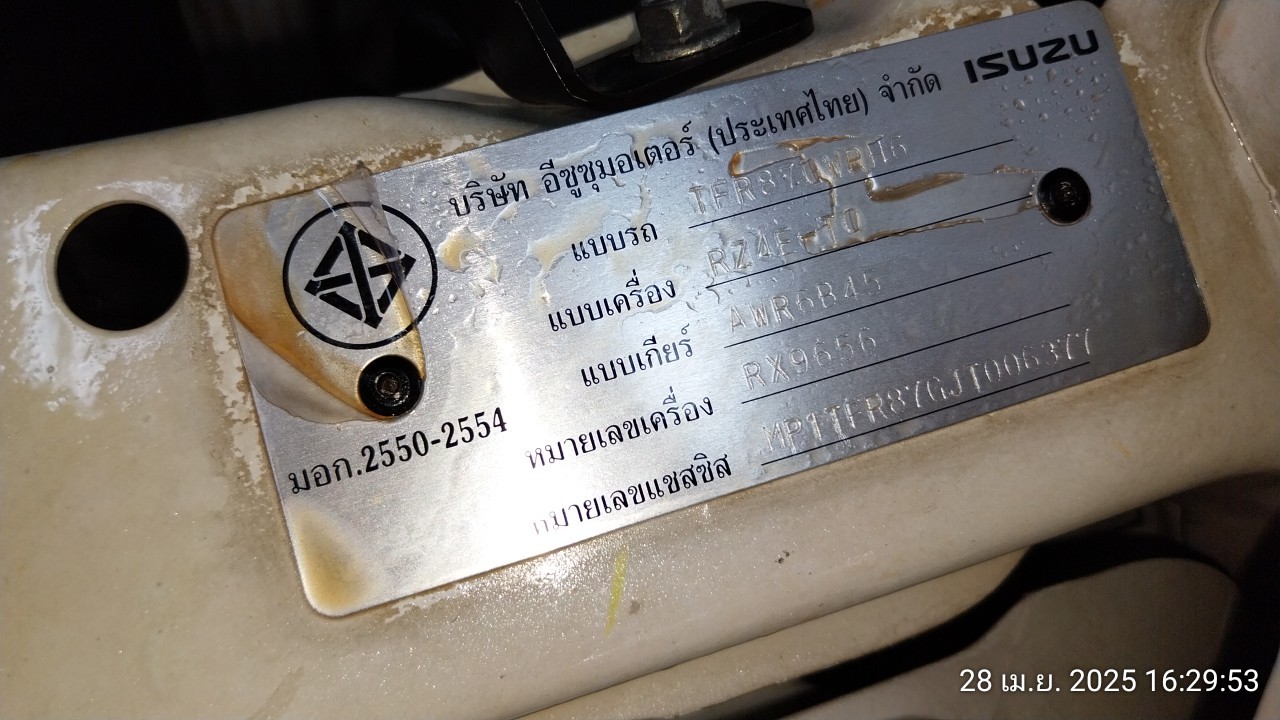 ISUZU
บริษัท อีซูซุมอเตอร์ (ประเทศไทย) จำกัด
แบบรถ
แบบเครื่อง
แบบเกียร์ AWR6B45
หมายเลขเครื่อง RX9656
หมายเลขแชสซิส MP1TFR87GJT006377
มอก.2550-2554
28 เม.ย. 2025 16:29:53